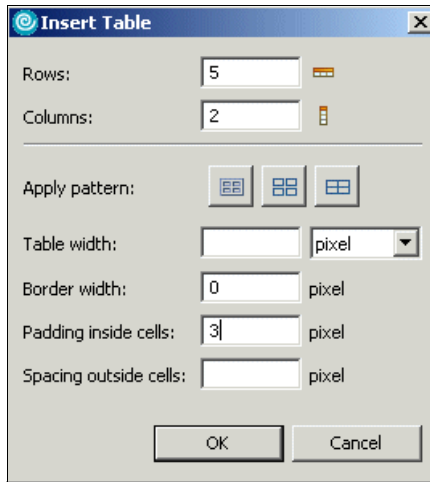 Insert Table
Rows: 5
Columns: 2
Apply pattern:
Table width: pixel
Border width: 0 pixel
Padding inside cells: 3 pixel
Spacing outside cells: pixel
OK Cancel